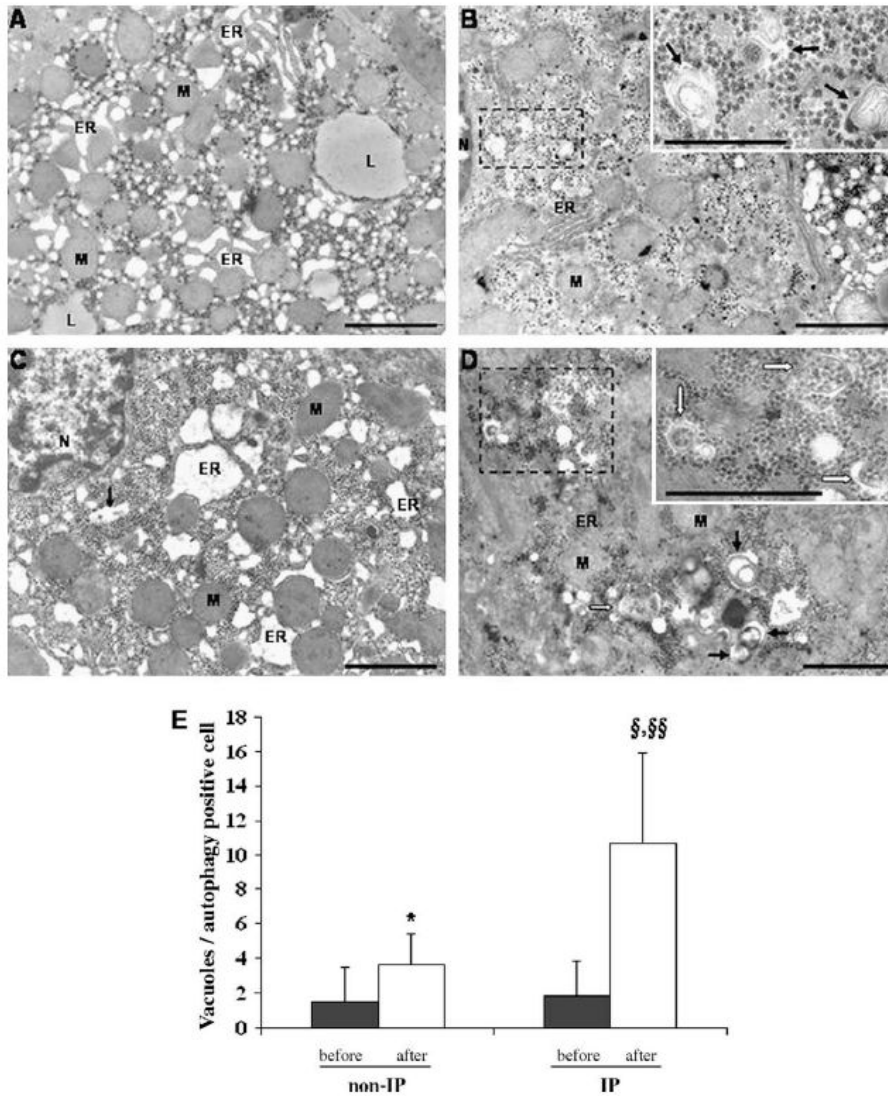 A
ER
M
ER
L
M
ER
L
B
N
ER
M
C
N
M
ER
ER
M
ER
D
ER
M
M
E
Vacuoles / autophagy positive cell
18
16
14
12
10
8
6
4
2
0
*
§,§§
before after before after
non-IP IP